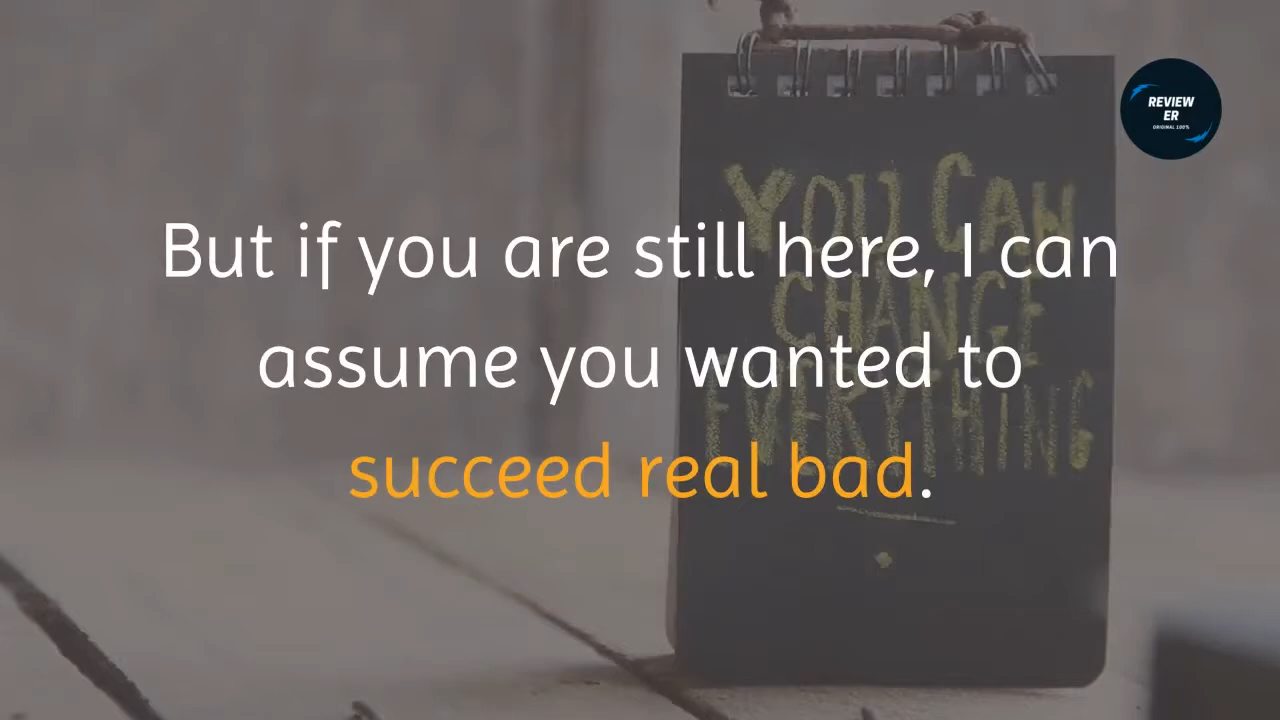 But if you are still here, I can
assume you wanted to
succeed real bad.
YOU CAN
CHANGE
EVERYTHING
REVIEW
ER
ORIGINAL 100%